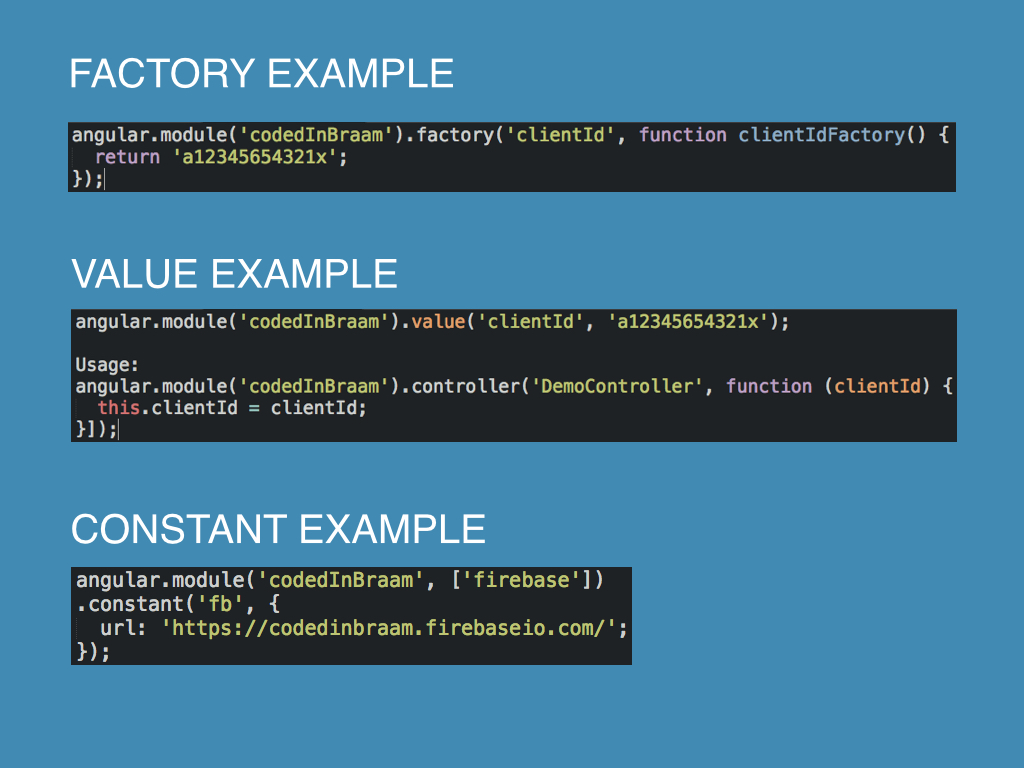 FACTORY EXAMPLE
angular.module('codedInBraam').factory('clientId', function clientIdFactory() {
  return 'a12345654321x';
});
VALUE EXAMPLE
angular.module('codedInBraam').value('clientId', 'a12345654321x');
Usage:
angular.module('codedInBraam').controller('DemoController', function (clientId) {
  this.clientId = clientId;
}]);
CONSTANT EXAMPLE
angular.module('codedInBraam', ['firebase'])
.constant('fb', {
  url: 'https://codedinbraam.firebaseio.com/';
});